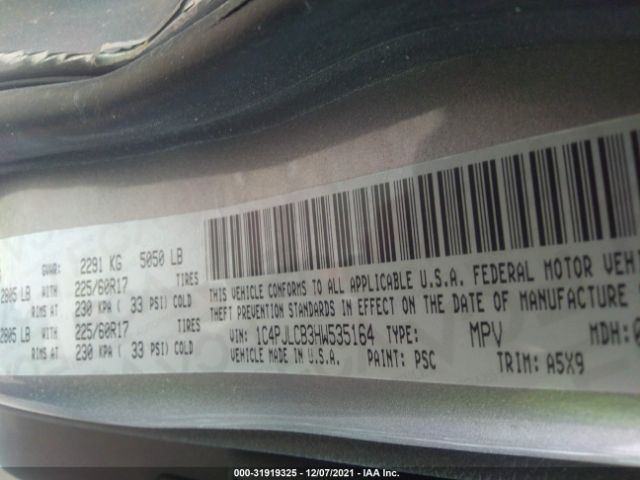 GVWR: 2291 KG 5050 LB
2805 LB WITH 225/60R17 TIRES
RIMS AT 230 KPA ( 33 PSI) COLD
2805 LB WITH 225/60R17 TIRES
RIMS AT 230 KPA ( 33 PSI) COLD
THIS VEHICLE CONFORMS TO ALL APPLICABLE U.S.A. FEDERAL MOTOR VEHI
THEFT PREVENTION STANDARDS IN EFFECT ON THE DATE OF MANUFACTURE
VIN: 1C4PJLCB3HW535164 TYPE: MPV MDH:
VEHICLE MADE IN U.S.A. PAINT: PSC TRIM: A5X9
000-31919325 - 12/07/2021 - IAA Inc.